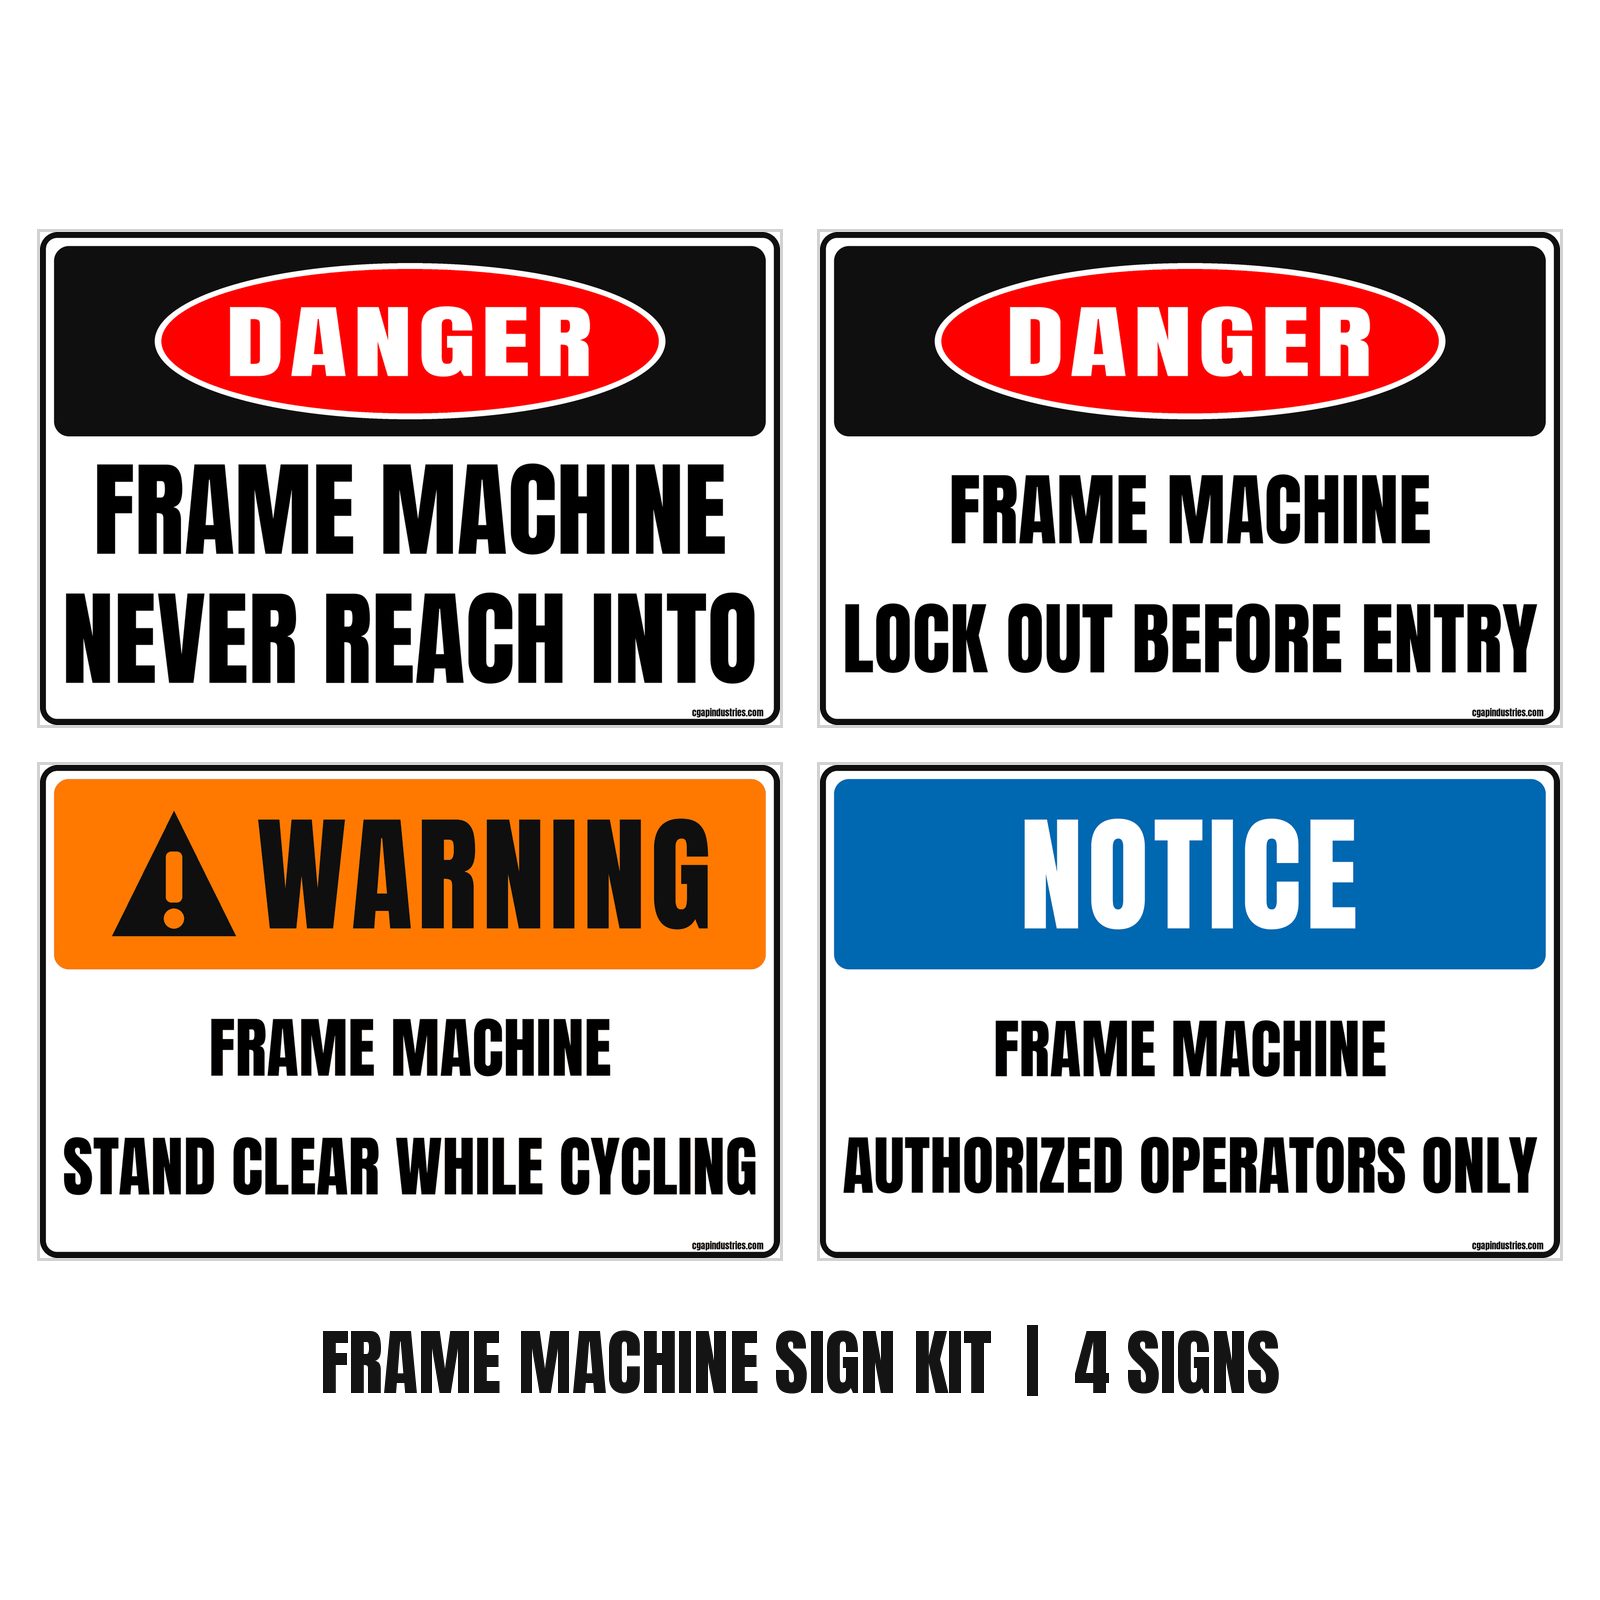 DANGER
FRAME MACHINE
NEVER REACH INTO
cgapindustries.com
DANGER
FRAME MACHINE
LOCK OUT BEFORE ENTRY
cgapindustries.com
WARNING
FRAME MACHINE
STAND CLEAR WHILE CYCLING
cgapindustries.com
NOTICE
FRAME MACHINE
AUTHORIZED OPERATORS ONLY
cgapindustries.com
FRAME MACHINE SIGN KIT | 4 SIGNS